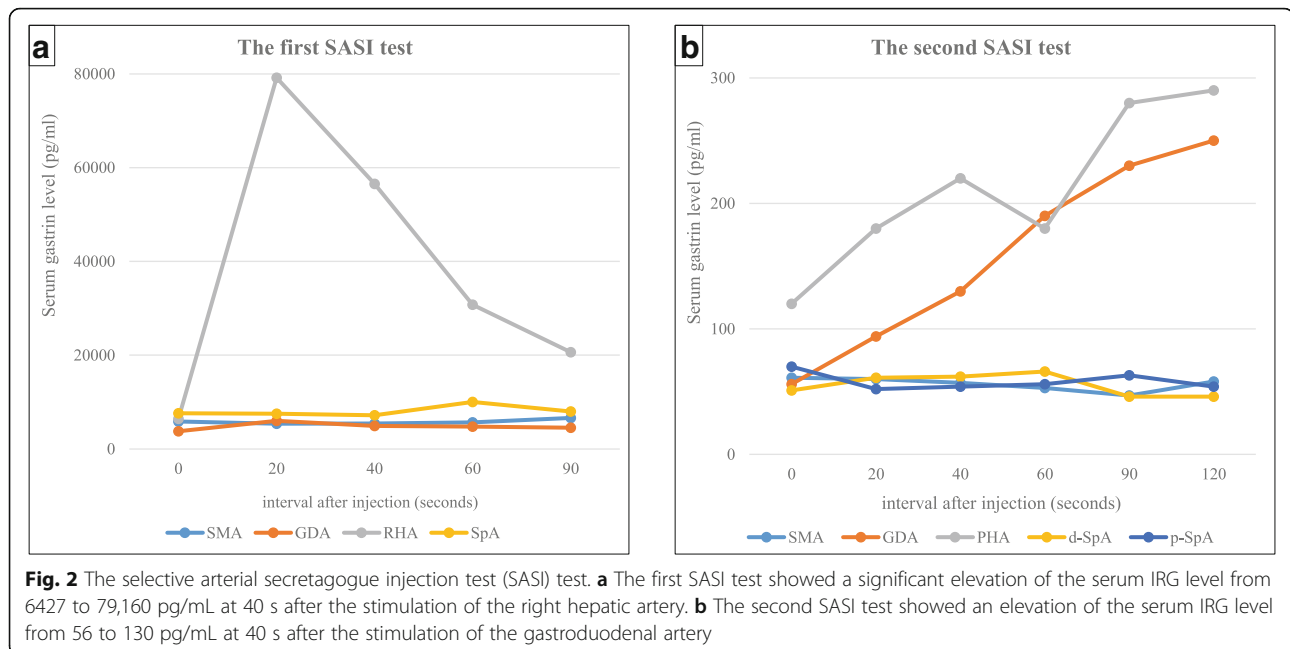 a
The first SASI test
Serum gastrin level (pg/ml)
80000
60000
40000
20000
0
0 20 40 60 90
interval after injection (seconds)
SMA GDA RHA SpA
b
The second SASI test
Serum gastrin level (pg/ml)
300
200
100
0
0 20 40 60 90 120
interval after injection (seconds)
SMA GDA PHA d-SpA p-SpA
Fig. 2 The selective arterial secretagogue injection test (SASI) test. a The first SASI test showed a significant elevation of the serum IRG level from
6427 to 79,160 pg/mL at 40 s after the stimulation of the right hepatic artery. b The second SASI test showed an elevation of the serum IRG level
from 56 to 130 pg/mL at 40 s after the stimulation of the gastroduodenal artery